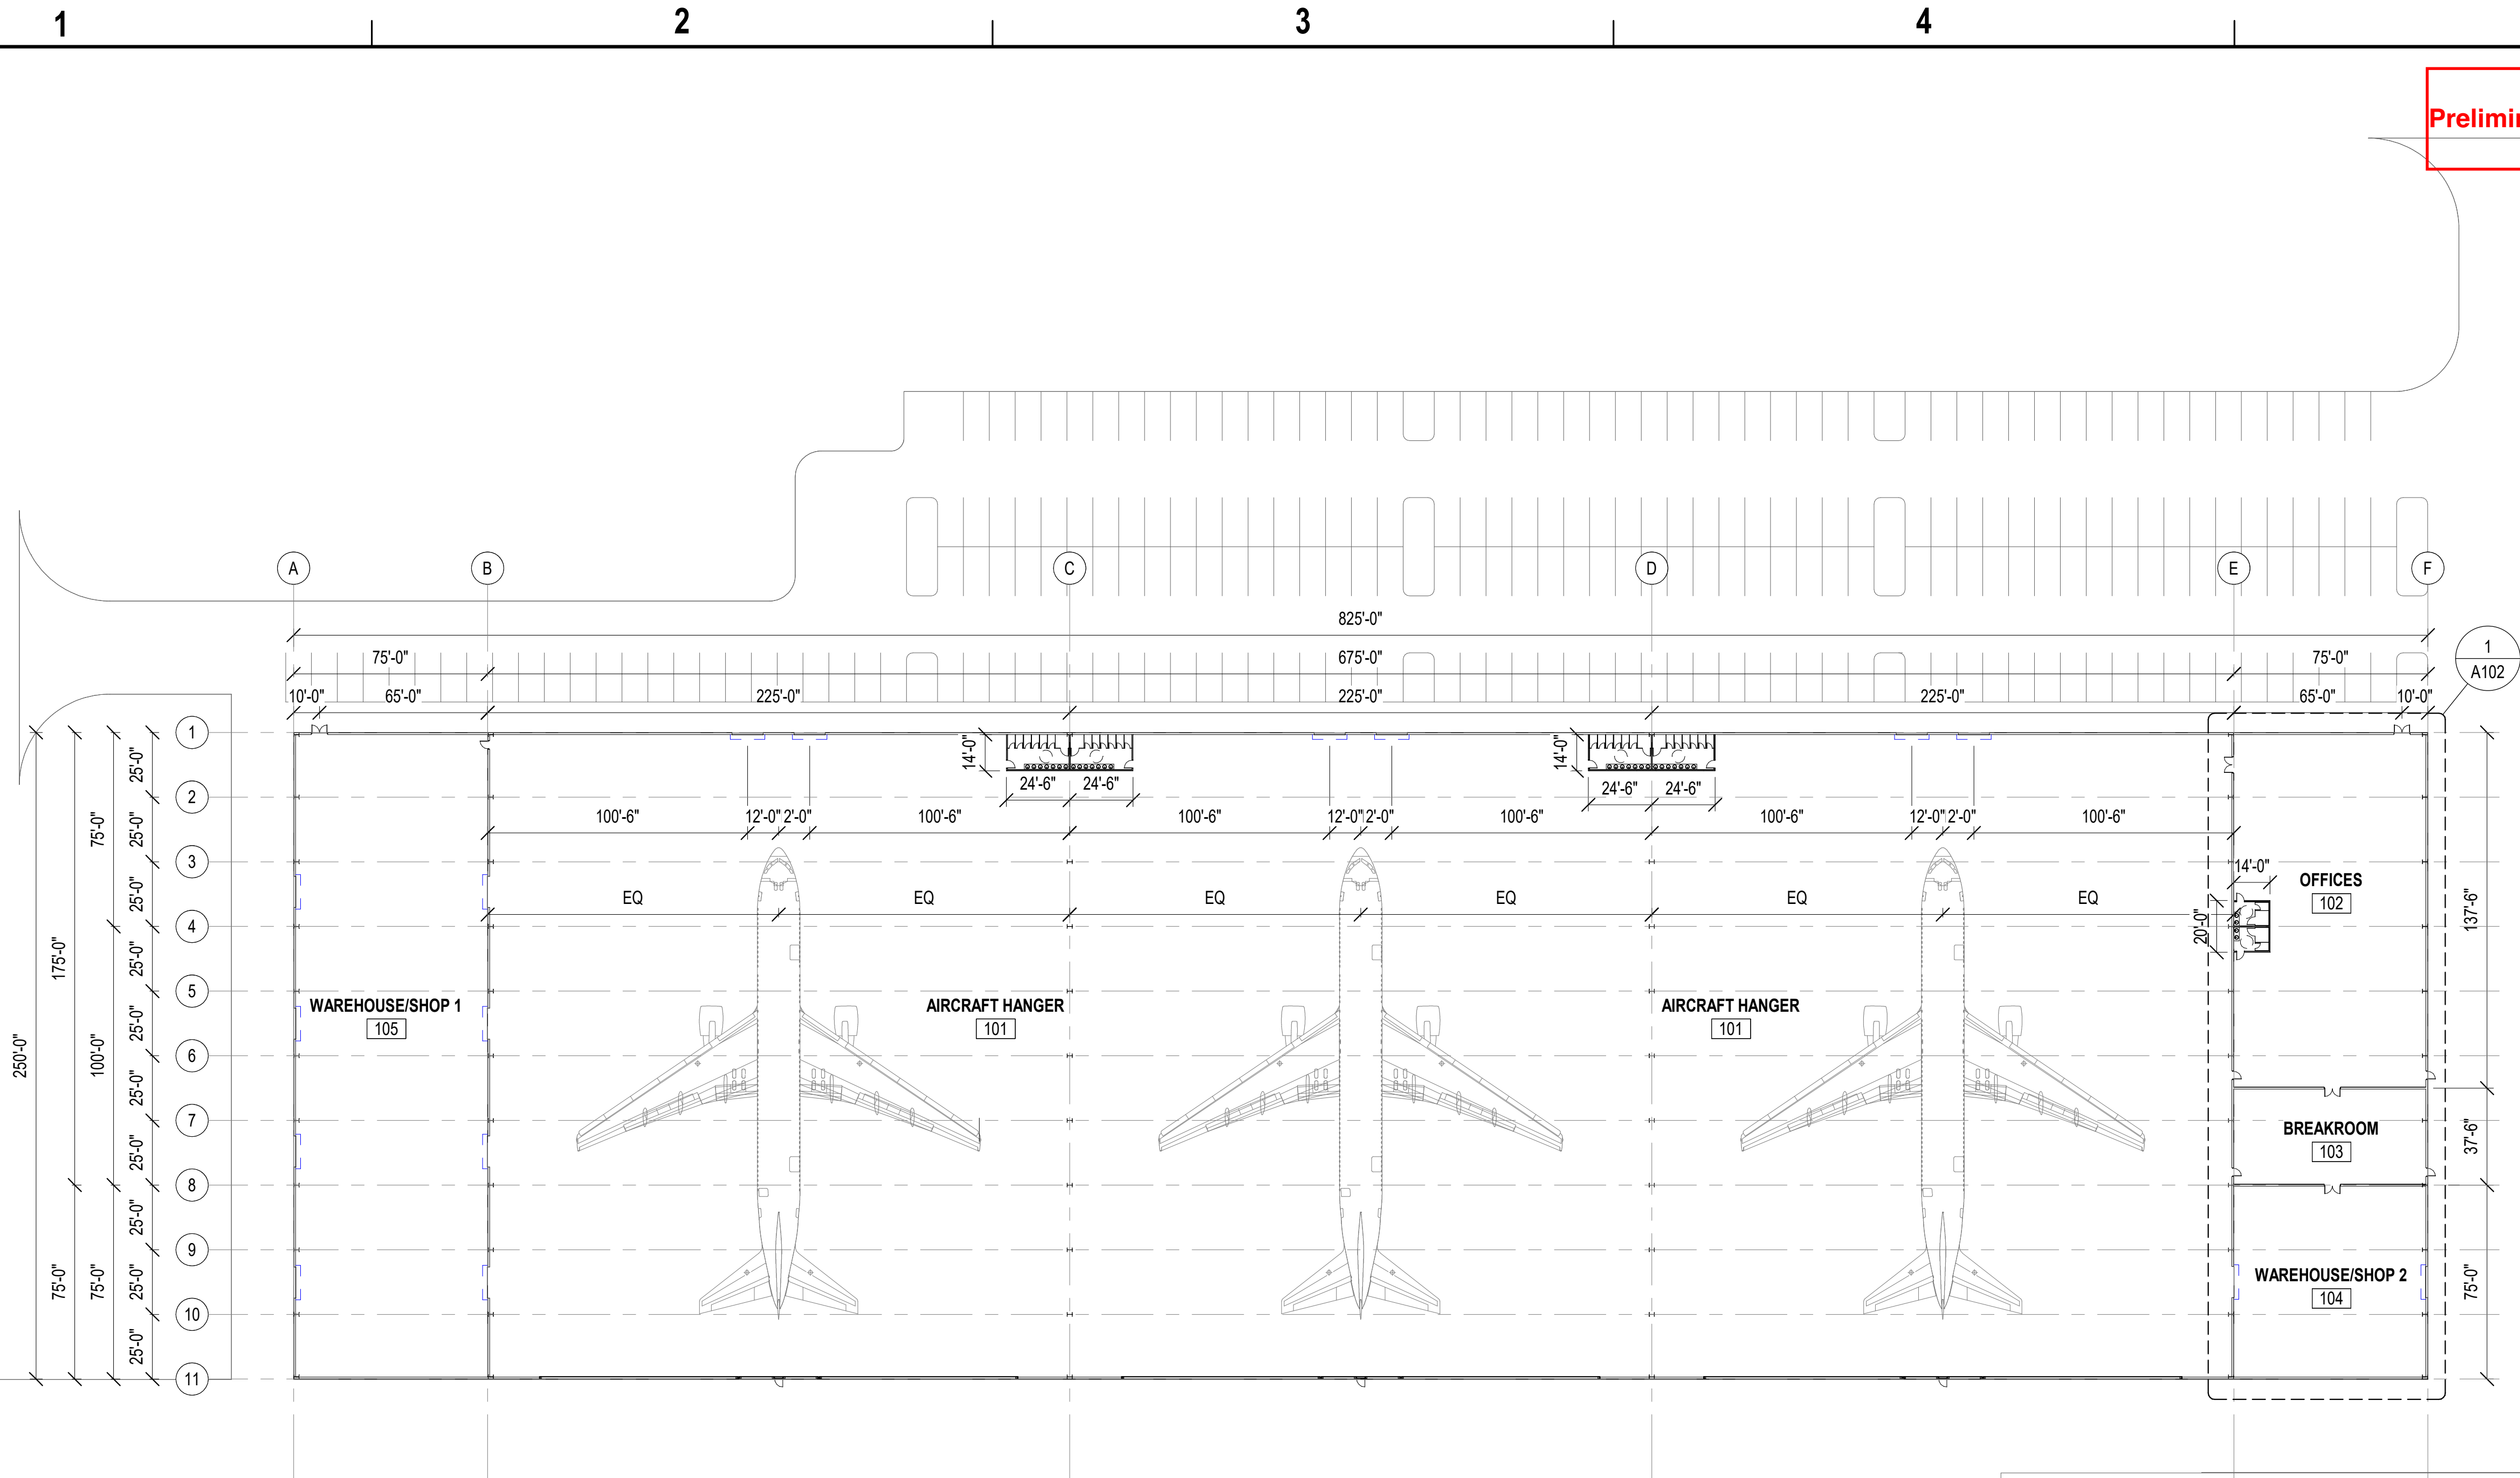 1 2 3 4
Prelimin
A B C D E F
825'-0"
75'-0" 675'-0" 75'-0"
1
A102
10'-0" 65'-0" 225'-0" 225'-0" 225'-0" 65'-0" 10'-0"
1
14'-0" 14'-0"
25'-0"
24'-6" 24'-6" 24'-6" 24'-6"
2
100'-6" 12'-0" 2'-0" 100'-6" 100'-6" 12'-0" 2'-0" 100'-6" 100'-6" 12'-0" 2'-0" 100'-6"
75'-0" 25'-0"
3
14'-0"
OFFICES
102
EQ EQ EQ EQ EQ EQ
25'-0"
137'-6"
20'-0"
4
175'-0" 25'-0"
5
WAREHOUSE/SHOP 1
105
AIRCRAFT HANGER
101
AIRCRAFT HANGER
101
250'-0" 100'-0" 25'-0"
6
25'-0"
7
BREAKROOM
103
37'-6"
25'-0"
8
25'-0"
9
75'-0" 75'-0" 25'-0"
WAREHOUSE/SHOP 2
104
75'-0"
10
25'-0"
11